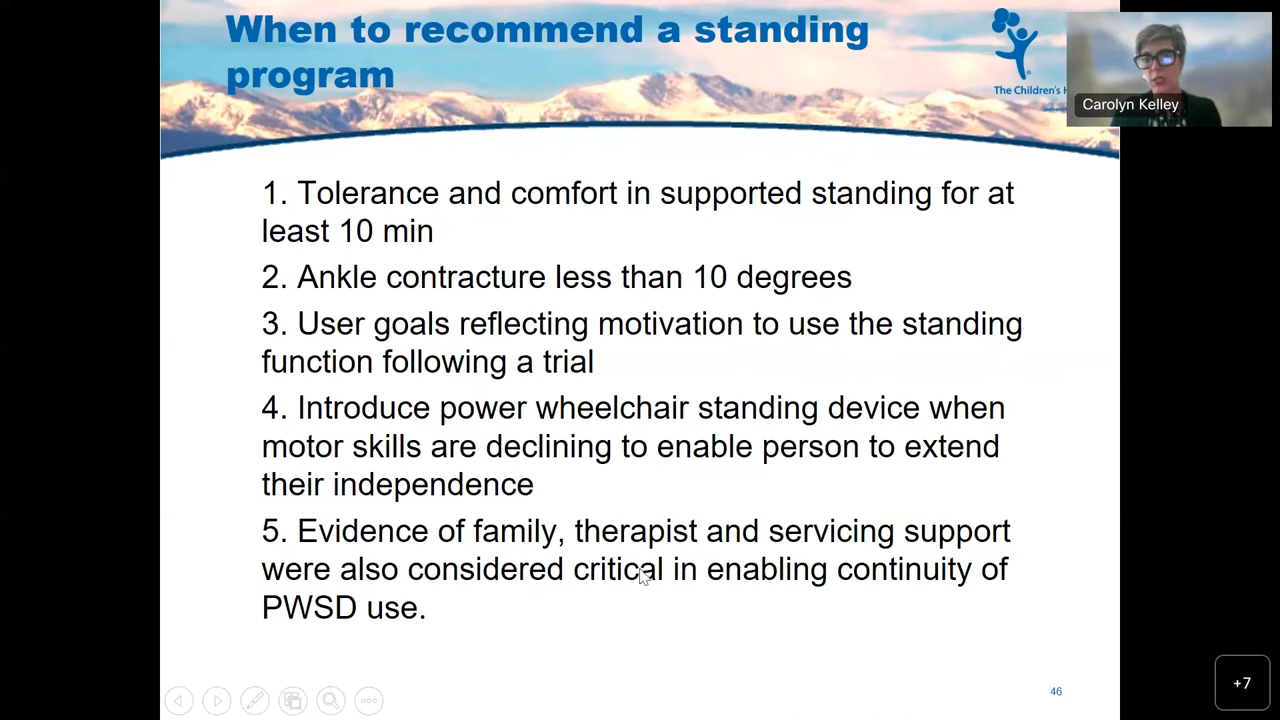 When to recommend a standing
program
The Children's H
Carolyn Kelley
1. Tolerance and comfort in supported standing for at
least 10 min
2. Ankle contracture less than 10 degrees
3. User goals reflecting motivation to use the standing
function following a trial
4. Introduce power wheelchair standing device when
motor skills are declining to enable person to extend
their independence
5. Evidence of family, therapist and servicing support
were also considered critical in enabling continuity of
PWSD use.
46
+7